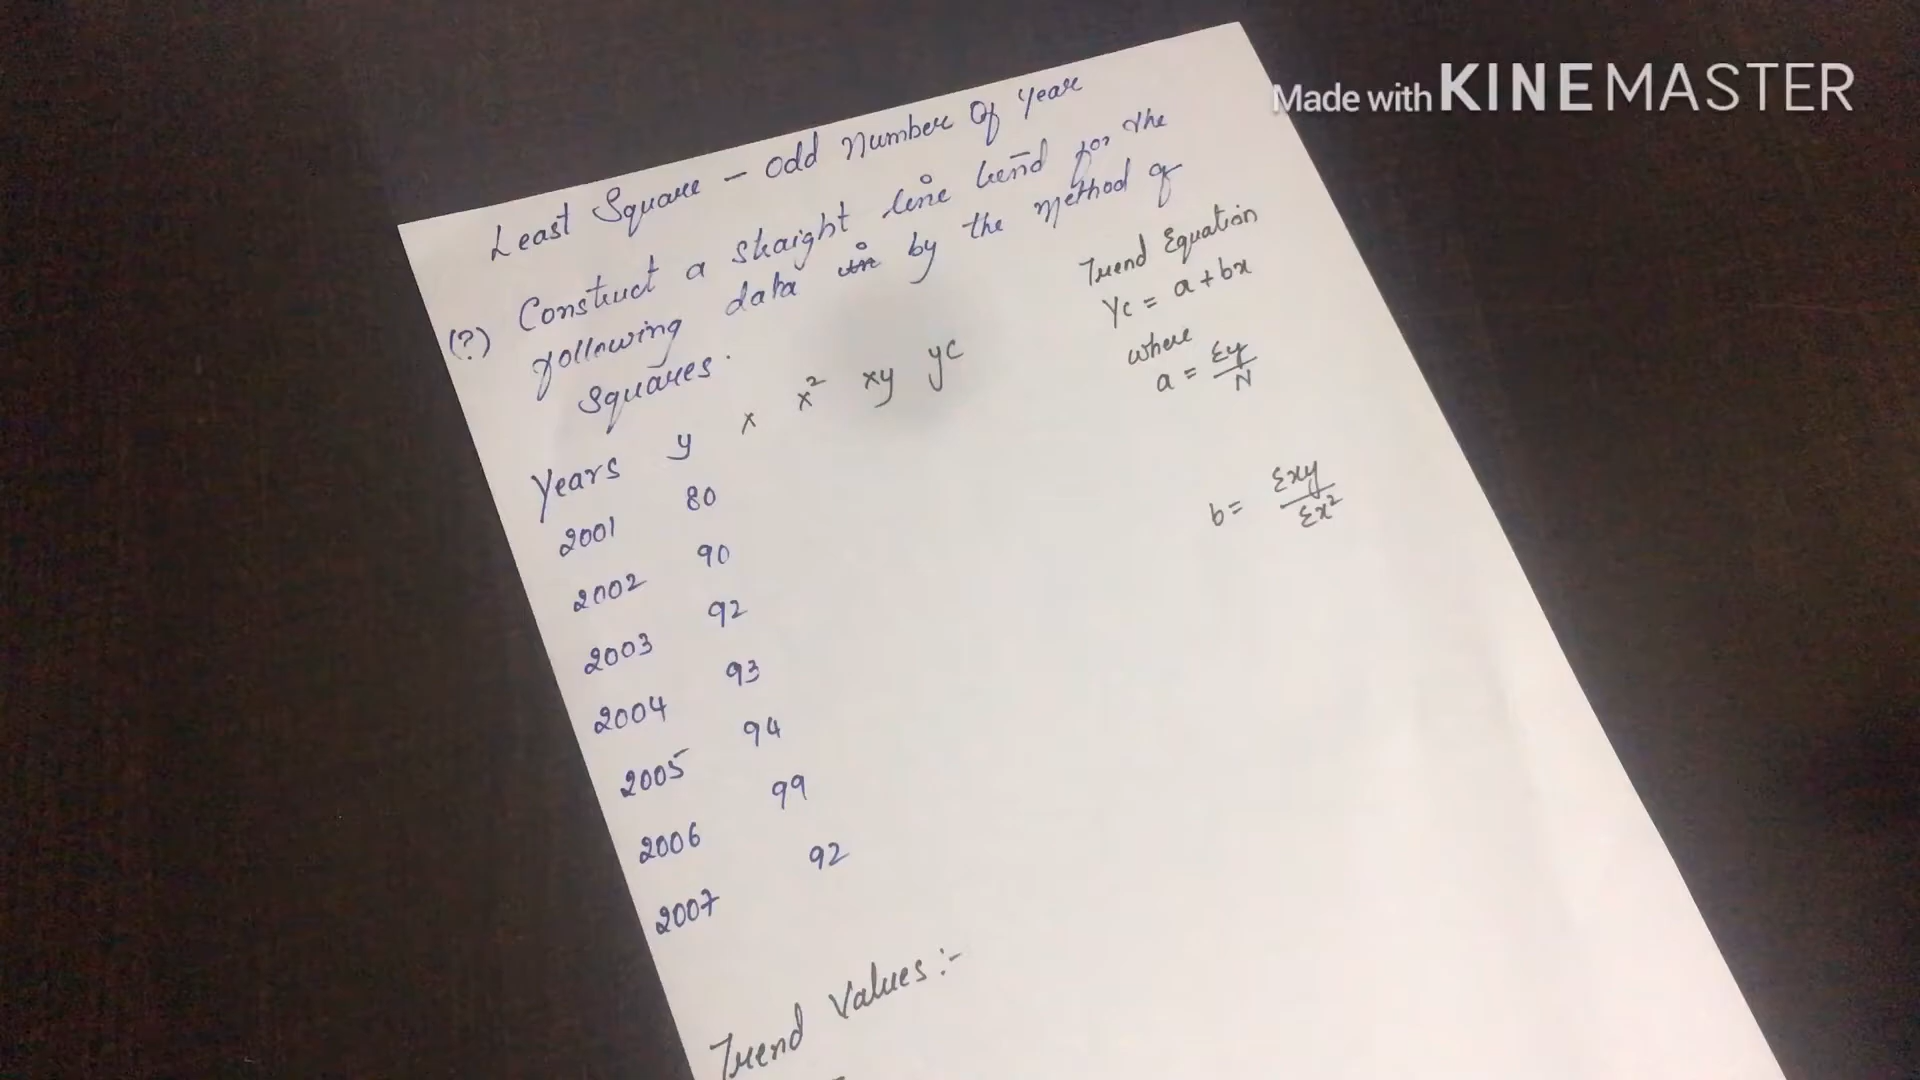 Made with KINEMASTER
Least Square - Odd Number Of Year
(?) Construct a straight line trend for the
following data by the method of
Squares.
Trend Equation
Yc = a + bx
where
a = Σy/N
b = Σxy/Σx²
Years y x x² xy yc
2001 80
2002 90
2003 92
2004 93
2005 94
2006 99
2007 92
Trend Values:-